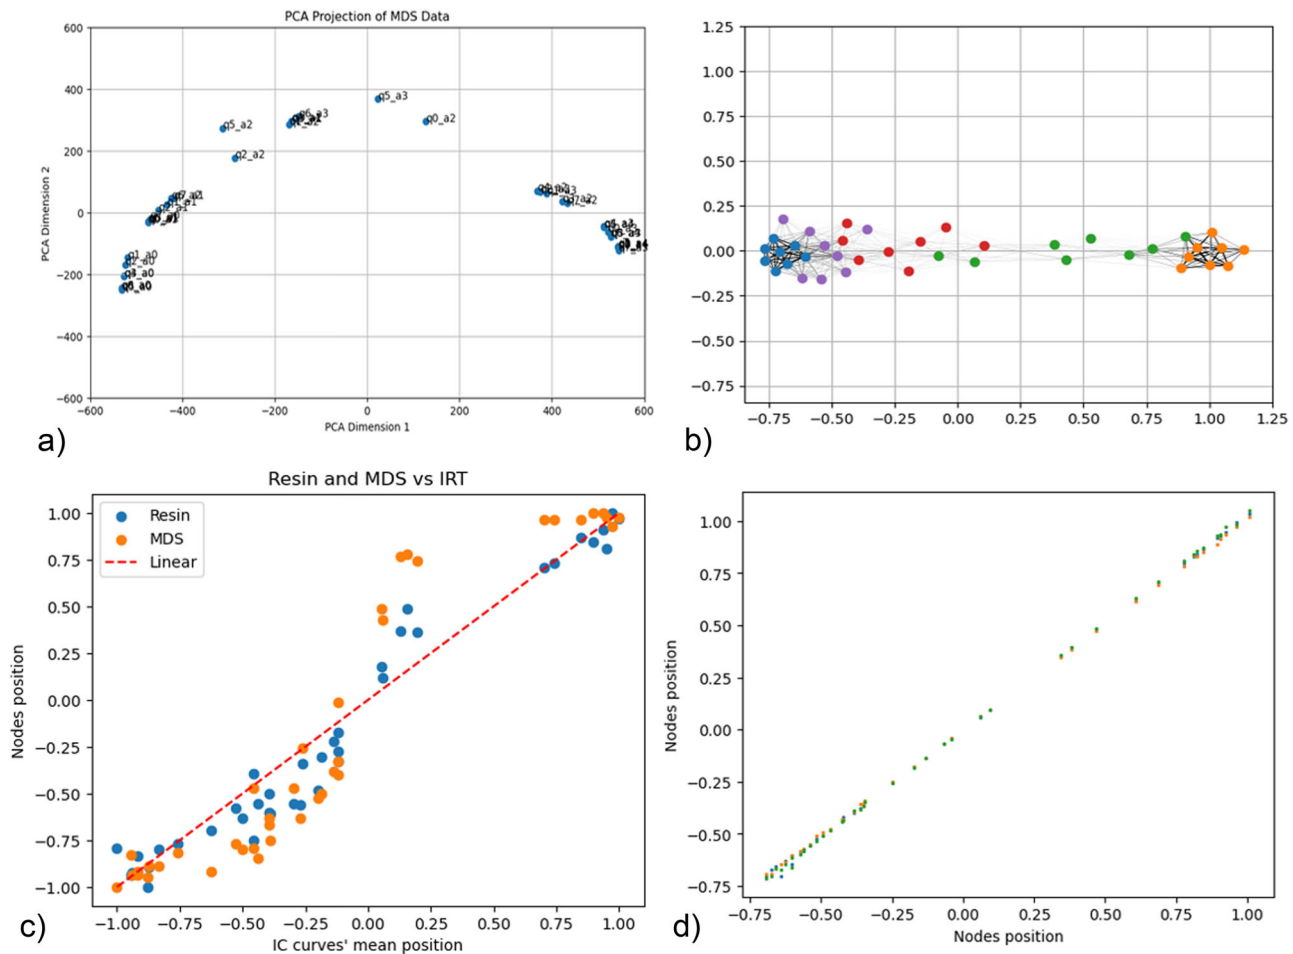 PCA Projection of MDS Data
600
400
200
0
−200
−400
−600
PCA Dimension 2
q5_a3
q0_a2
q5_a2
q6_a3
q2_a2
q1_a0
q2_a0
−600 −400 −200 0 200 400 600
PCA Dimension 1
a)
1.25
1.00
0.75
0.50
0.25
0.00
−0.25
−0.50
−0.75
−0.75 −0.50 −0.25 0.00 0.25 0.50 0.75 1.00 1.25
b)
Resin and MDS vs IRT
Resin
MDS
Linear
1.00
0.75
0.50
0.25
0.00
−0.25
−0.50
−0.75
−1.00
Nodes position
−1.00 −0.75 −0.50 −0.25 0.00 0.25 0.50 0.75 1.00
IC curves' mean position
c)
1.00
0.75
0.50
0.25
0.00
−0.25
−0.50
−0.75
Nodes position
−0.75 −0.50 −0.25 0.00 0.25 0.50 0.75 1.00
Nodes position
d)